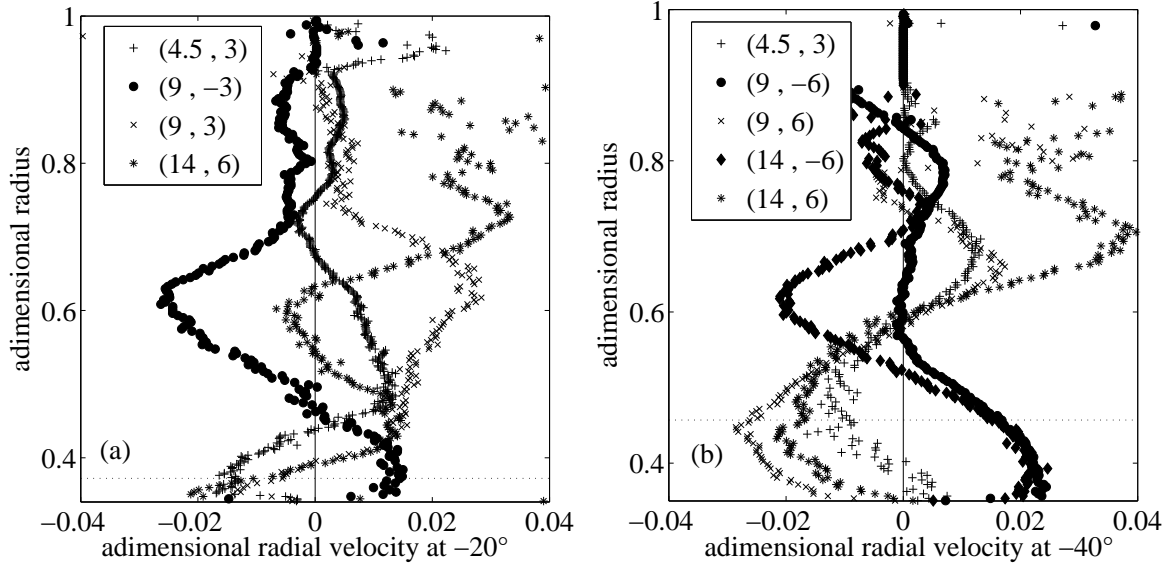 1
0.8
0.6
0.4
−0.04
−0.02
0
0.02
0.04
adimensional radius
adimensional radial velocity at −20°
(4.5 , 3)
(9 , −3)
(9 , 3)
(14 , 6)
(a)
1
0.8
0.6
0.4
−0.04
−0.02
0
0.02
0.04
adimensional radius
adimensional radial velocity at −40°
(4.5 , 3)
(9 , −6)
(9 , 6)
(14 , −6)
(14 , 6)
(b)